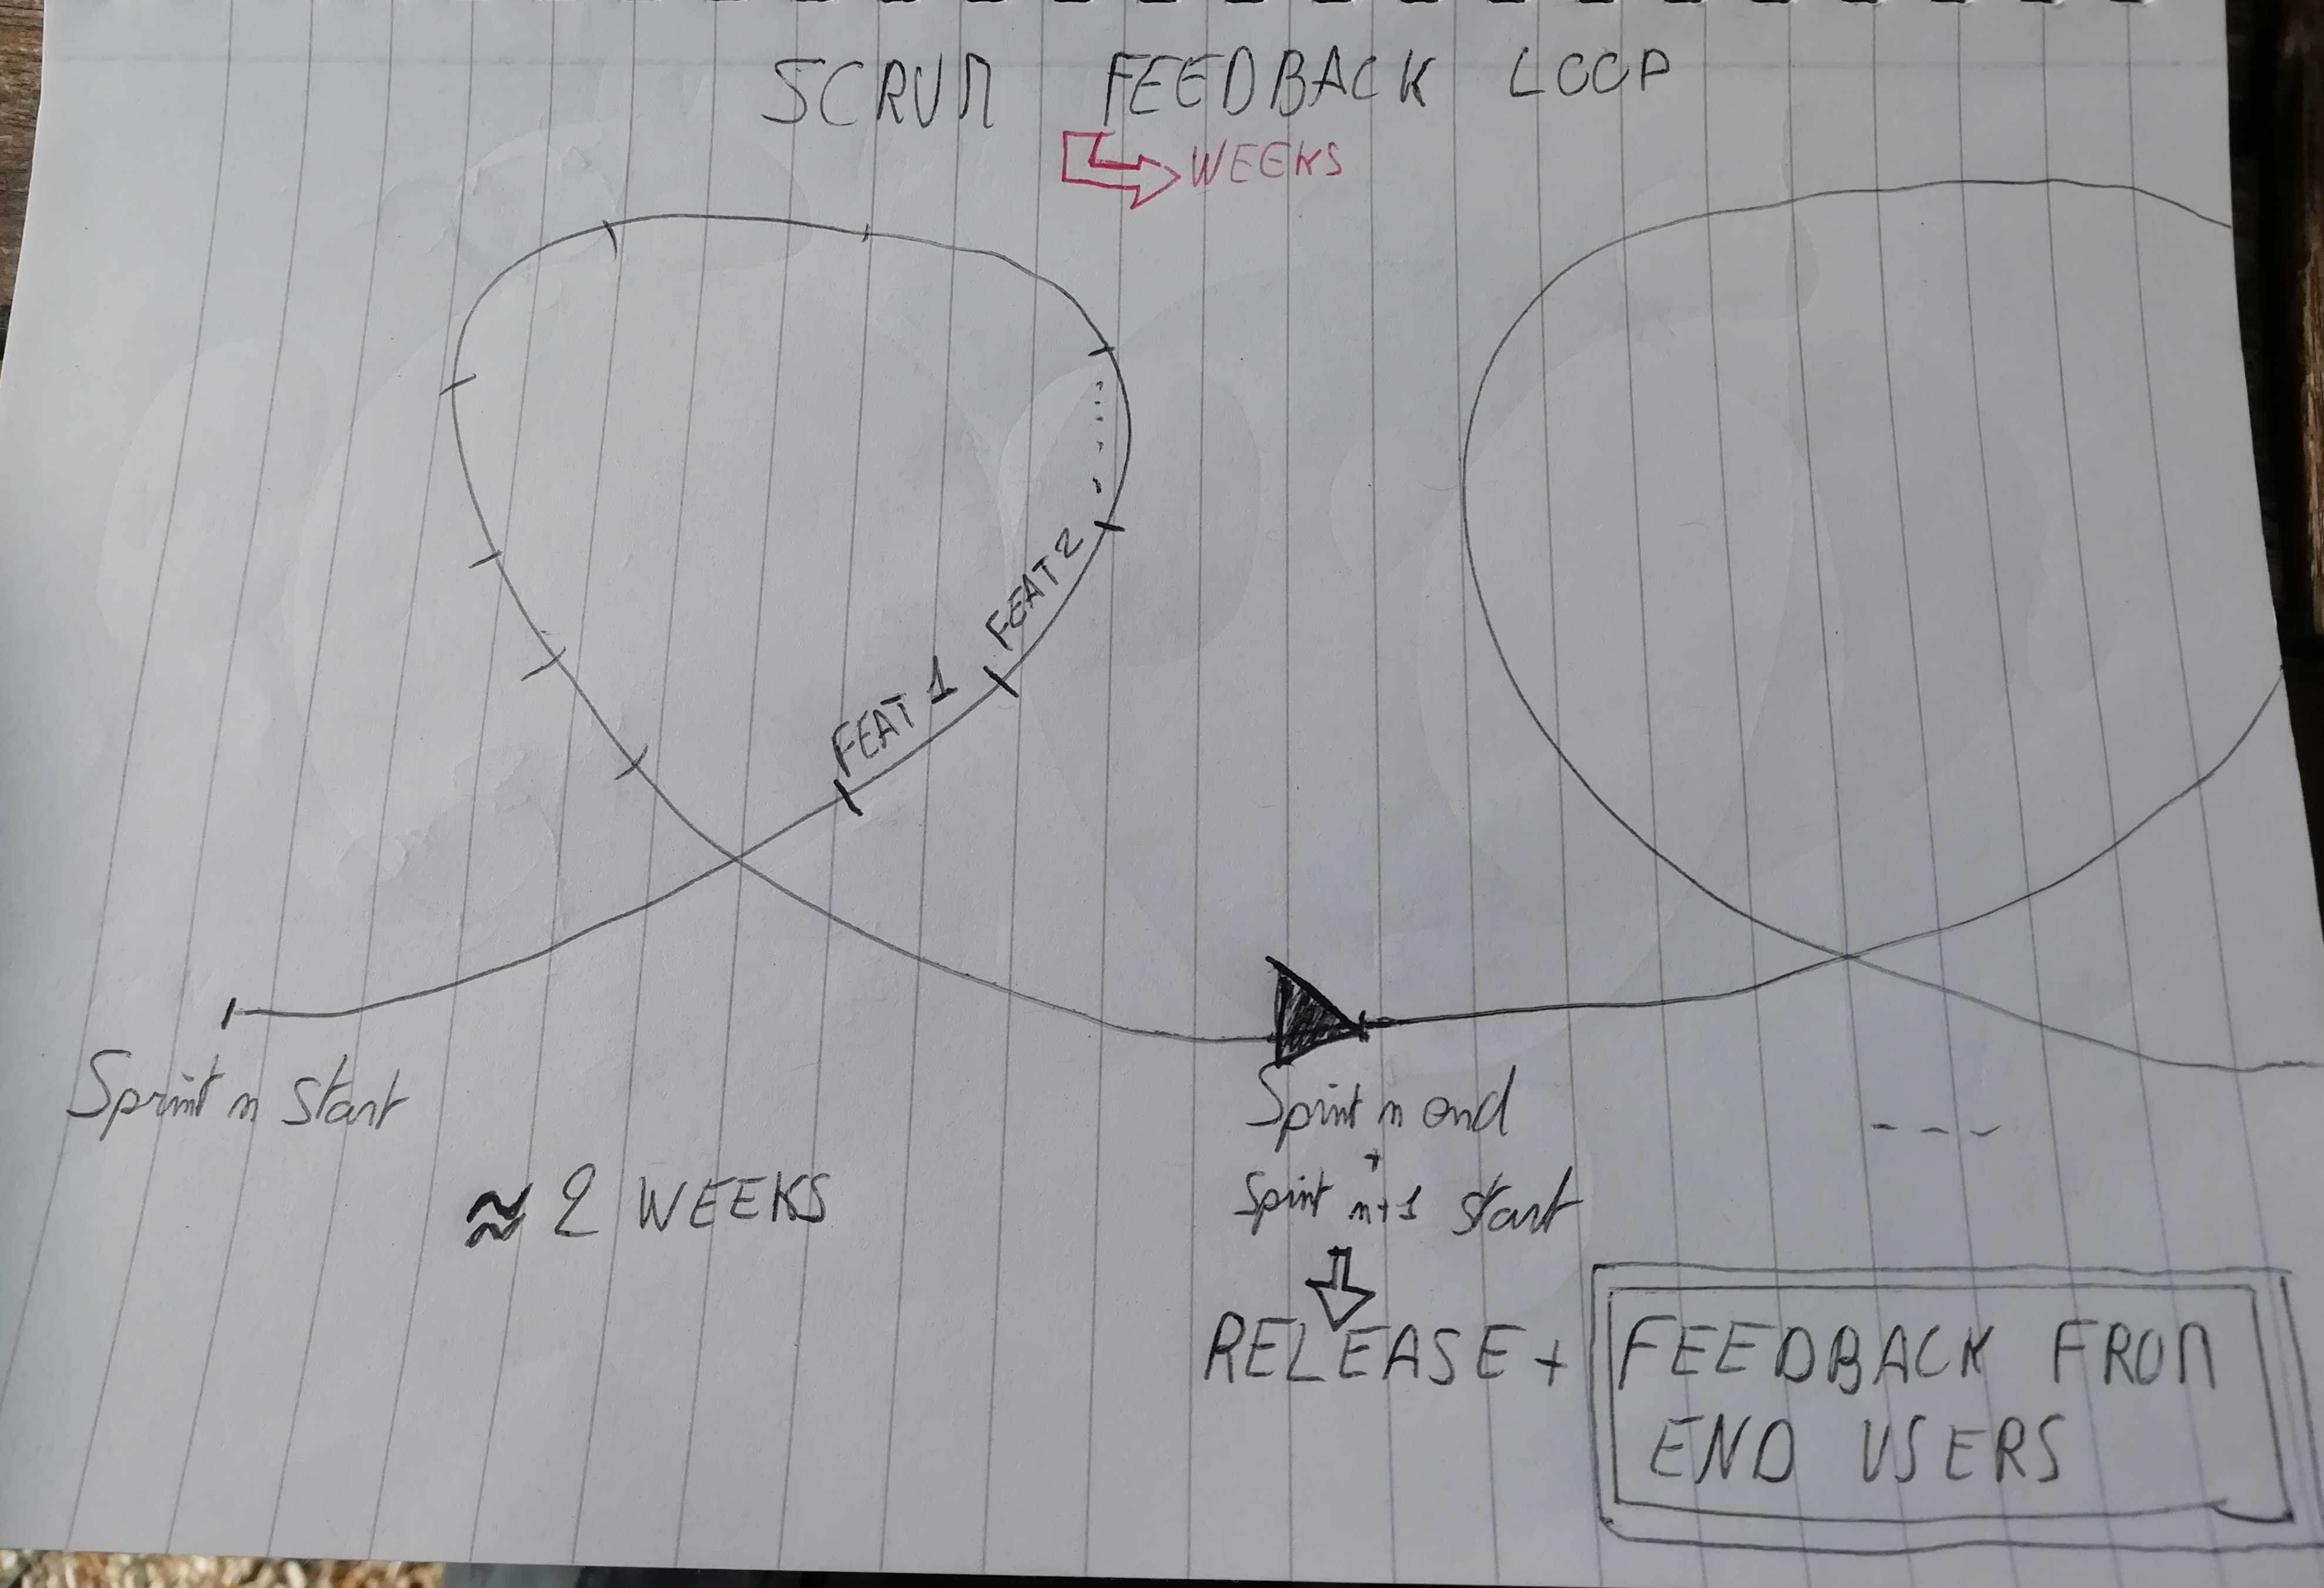 SCRUM FEEDBACK LOOP
WEEKS
FEAT 1
FEAT 2
Sprint n start
≈ 2 WEEKS
Sprint n end
+
Sprint n+1 start
RELEASE +
FEEDBACK FROM
END USERS